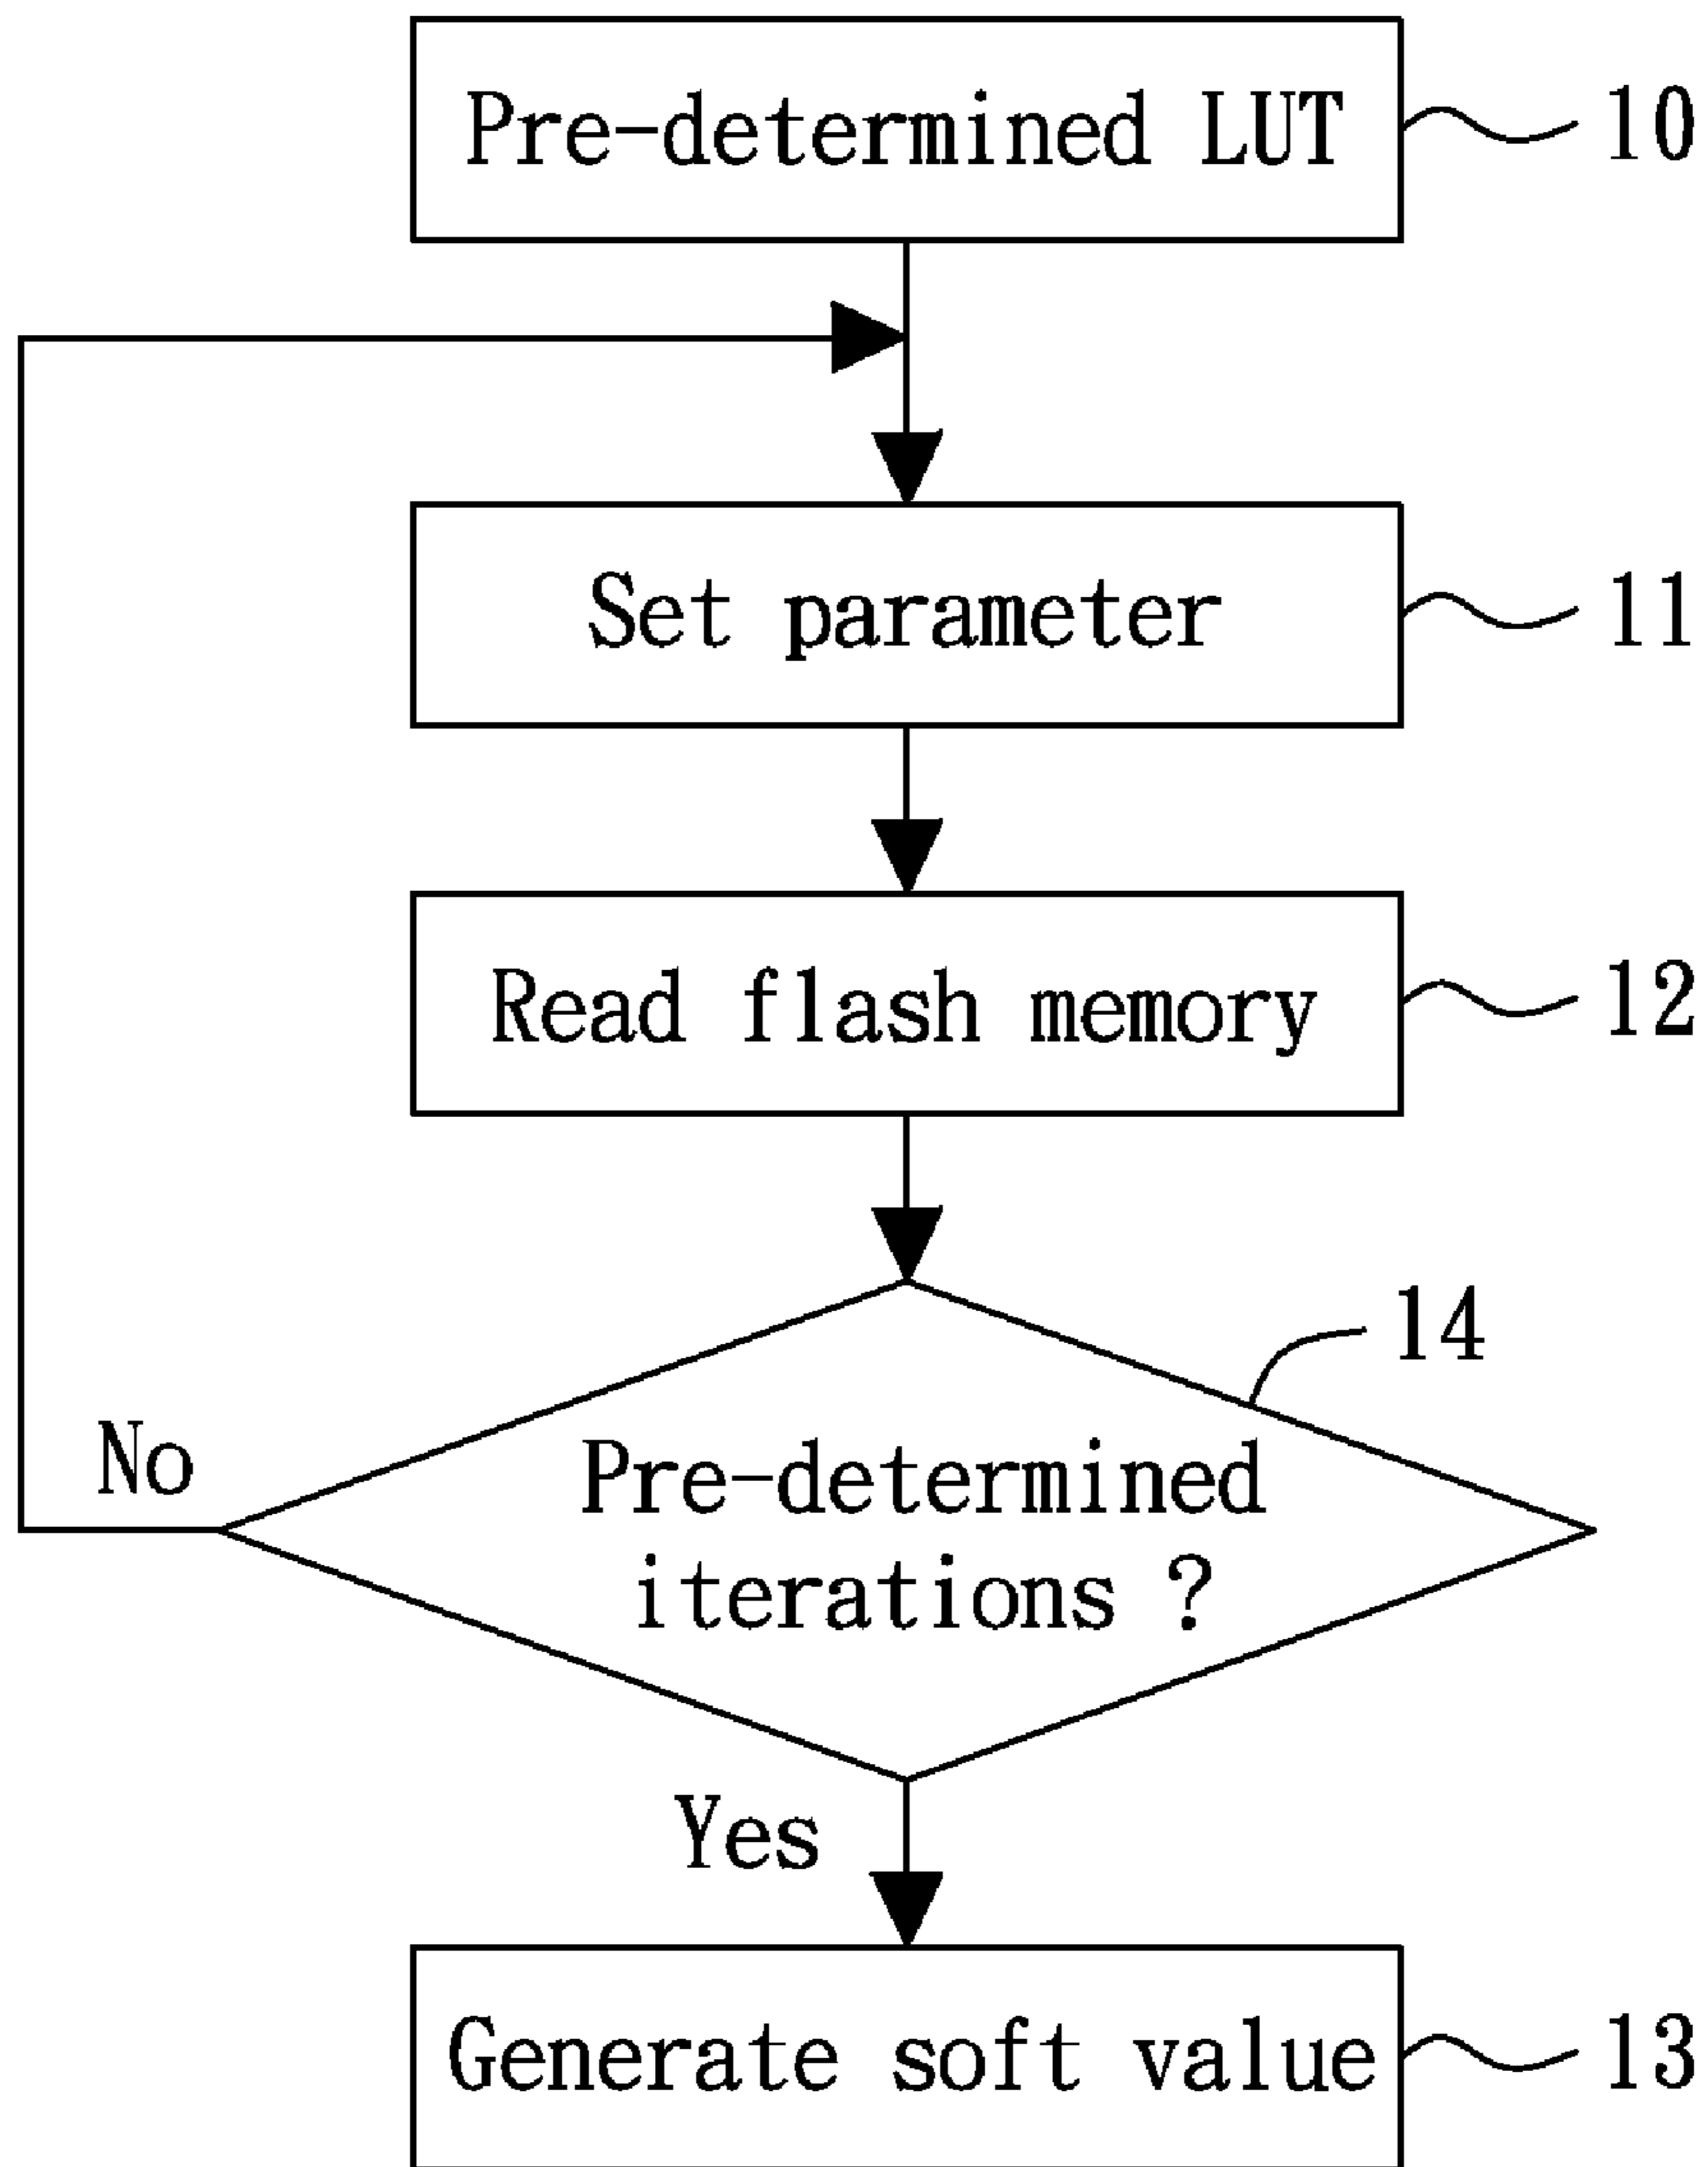 Pre-determined LUT
10
Set parameter
11
Read flash memory
12
14
No
Pre-determined
iterations ?
Yes
Generate soft value
13